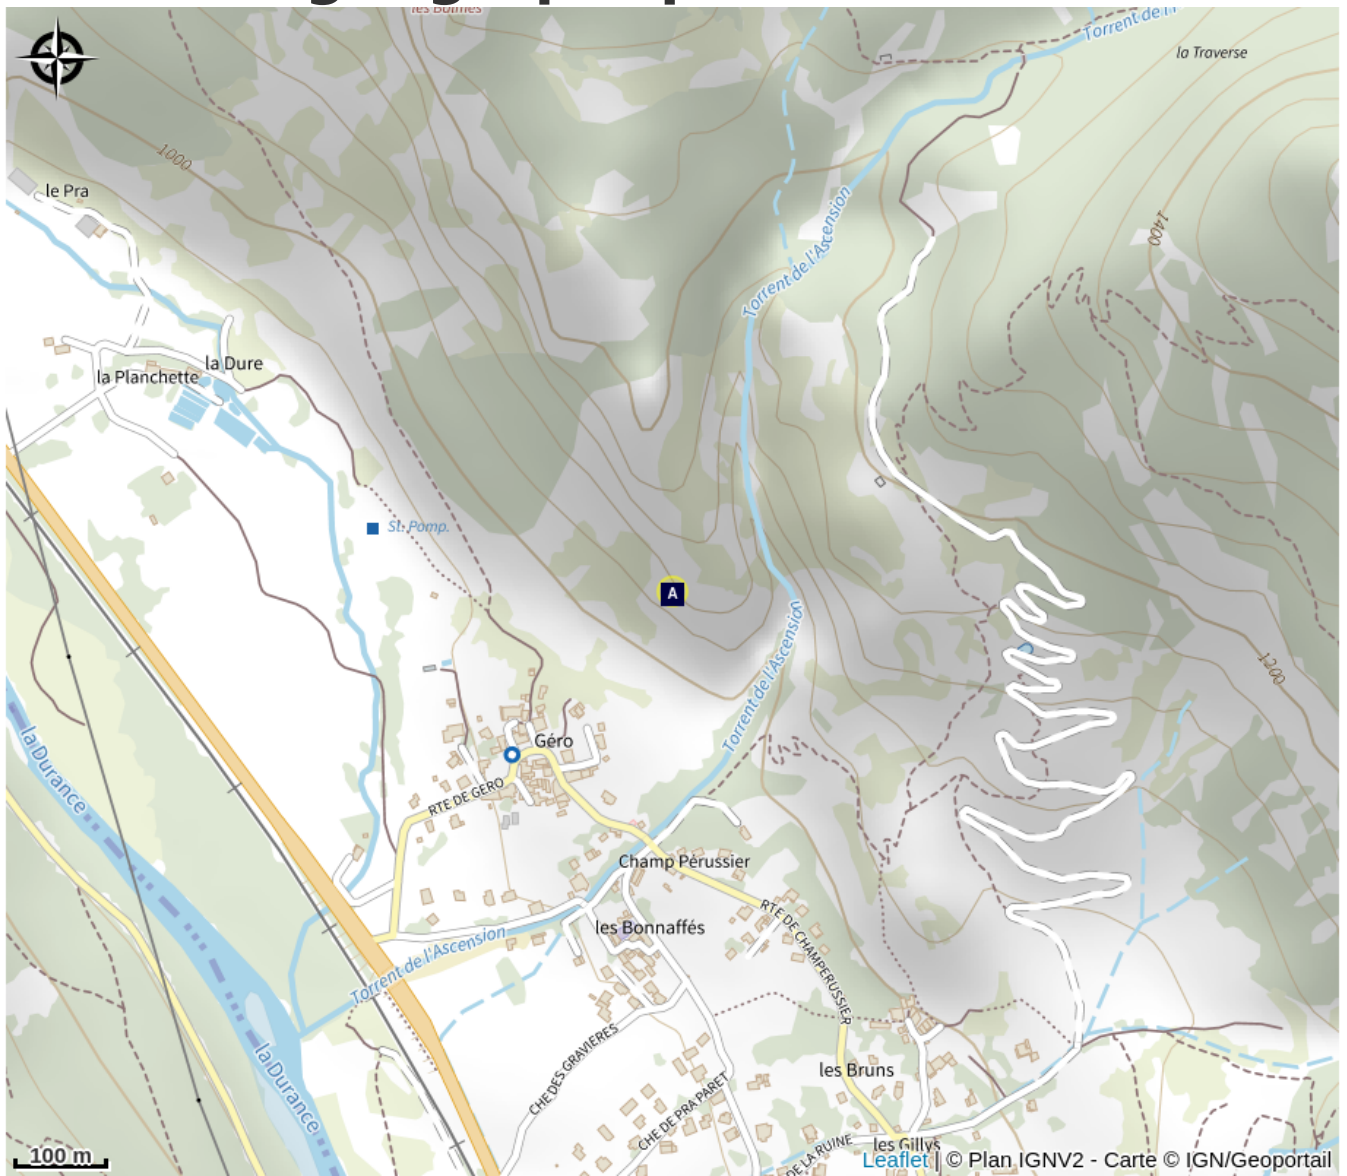 les Balmes
Torrent de l'
la Traverse
1000
le Pra
1400
Torrent de l'Ascension
la Dure
la Planchette
St. Pomp.
A
Torrent de l'Ascension
1200
la Durance
Géro
RTE DE GERO
Champ Pérussier
RTE DE CHAMPERUSSIER
les Bonnaffés
Torrent de l'Ascension
la Durance
CHE DES GRAVIERES
les Bruns
CHE DE PRA PARET
DE LA RUINE
les Gillys
100 m
Leaflet | © Plan IGNV2 - Carte © IGN/Geoportail